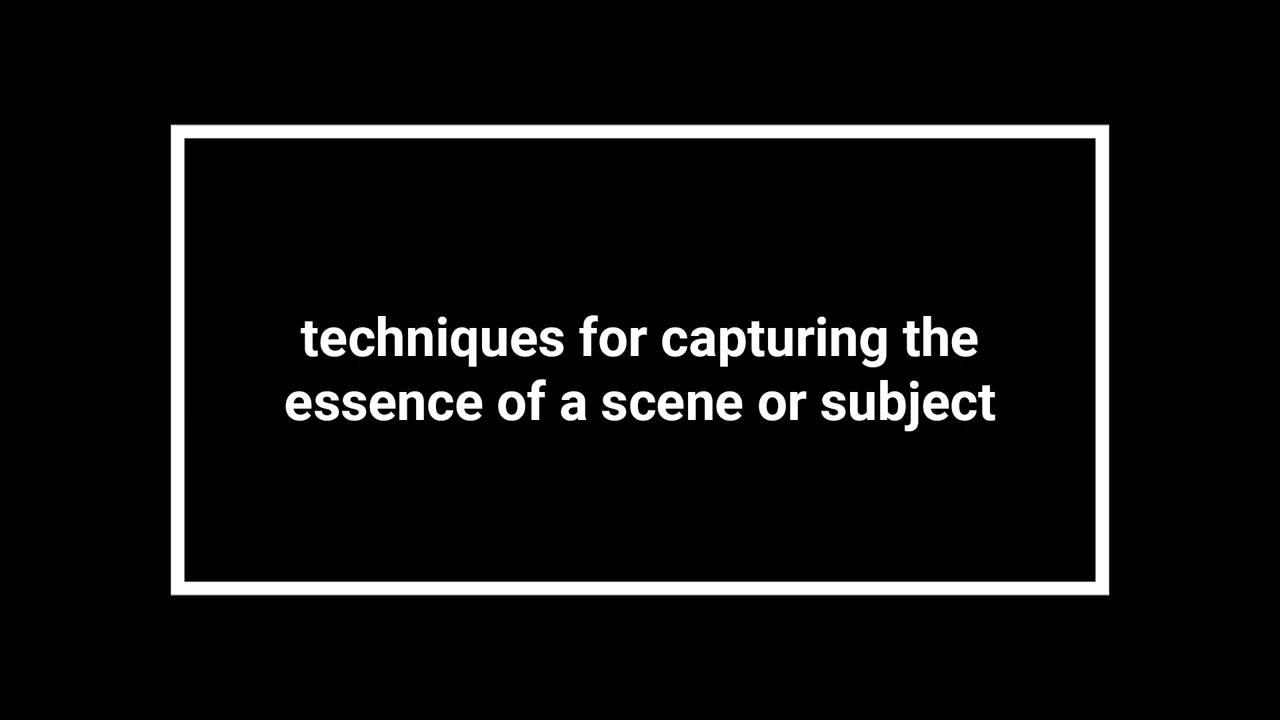 techniques for capturing the
essence of a scene or subject